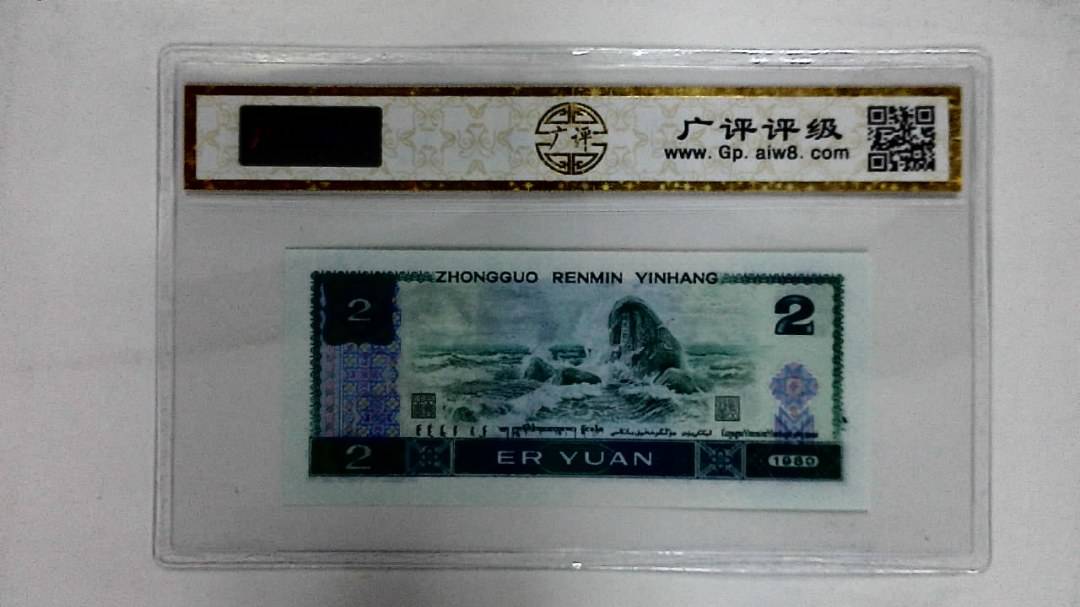 广评
广评评级
www.Gp.aiw8.com
ZHONGGUO RENMIN YINHANG
2
2
2
ER YUAN
1980